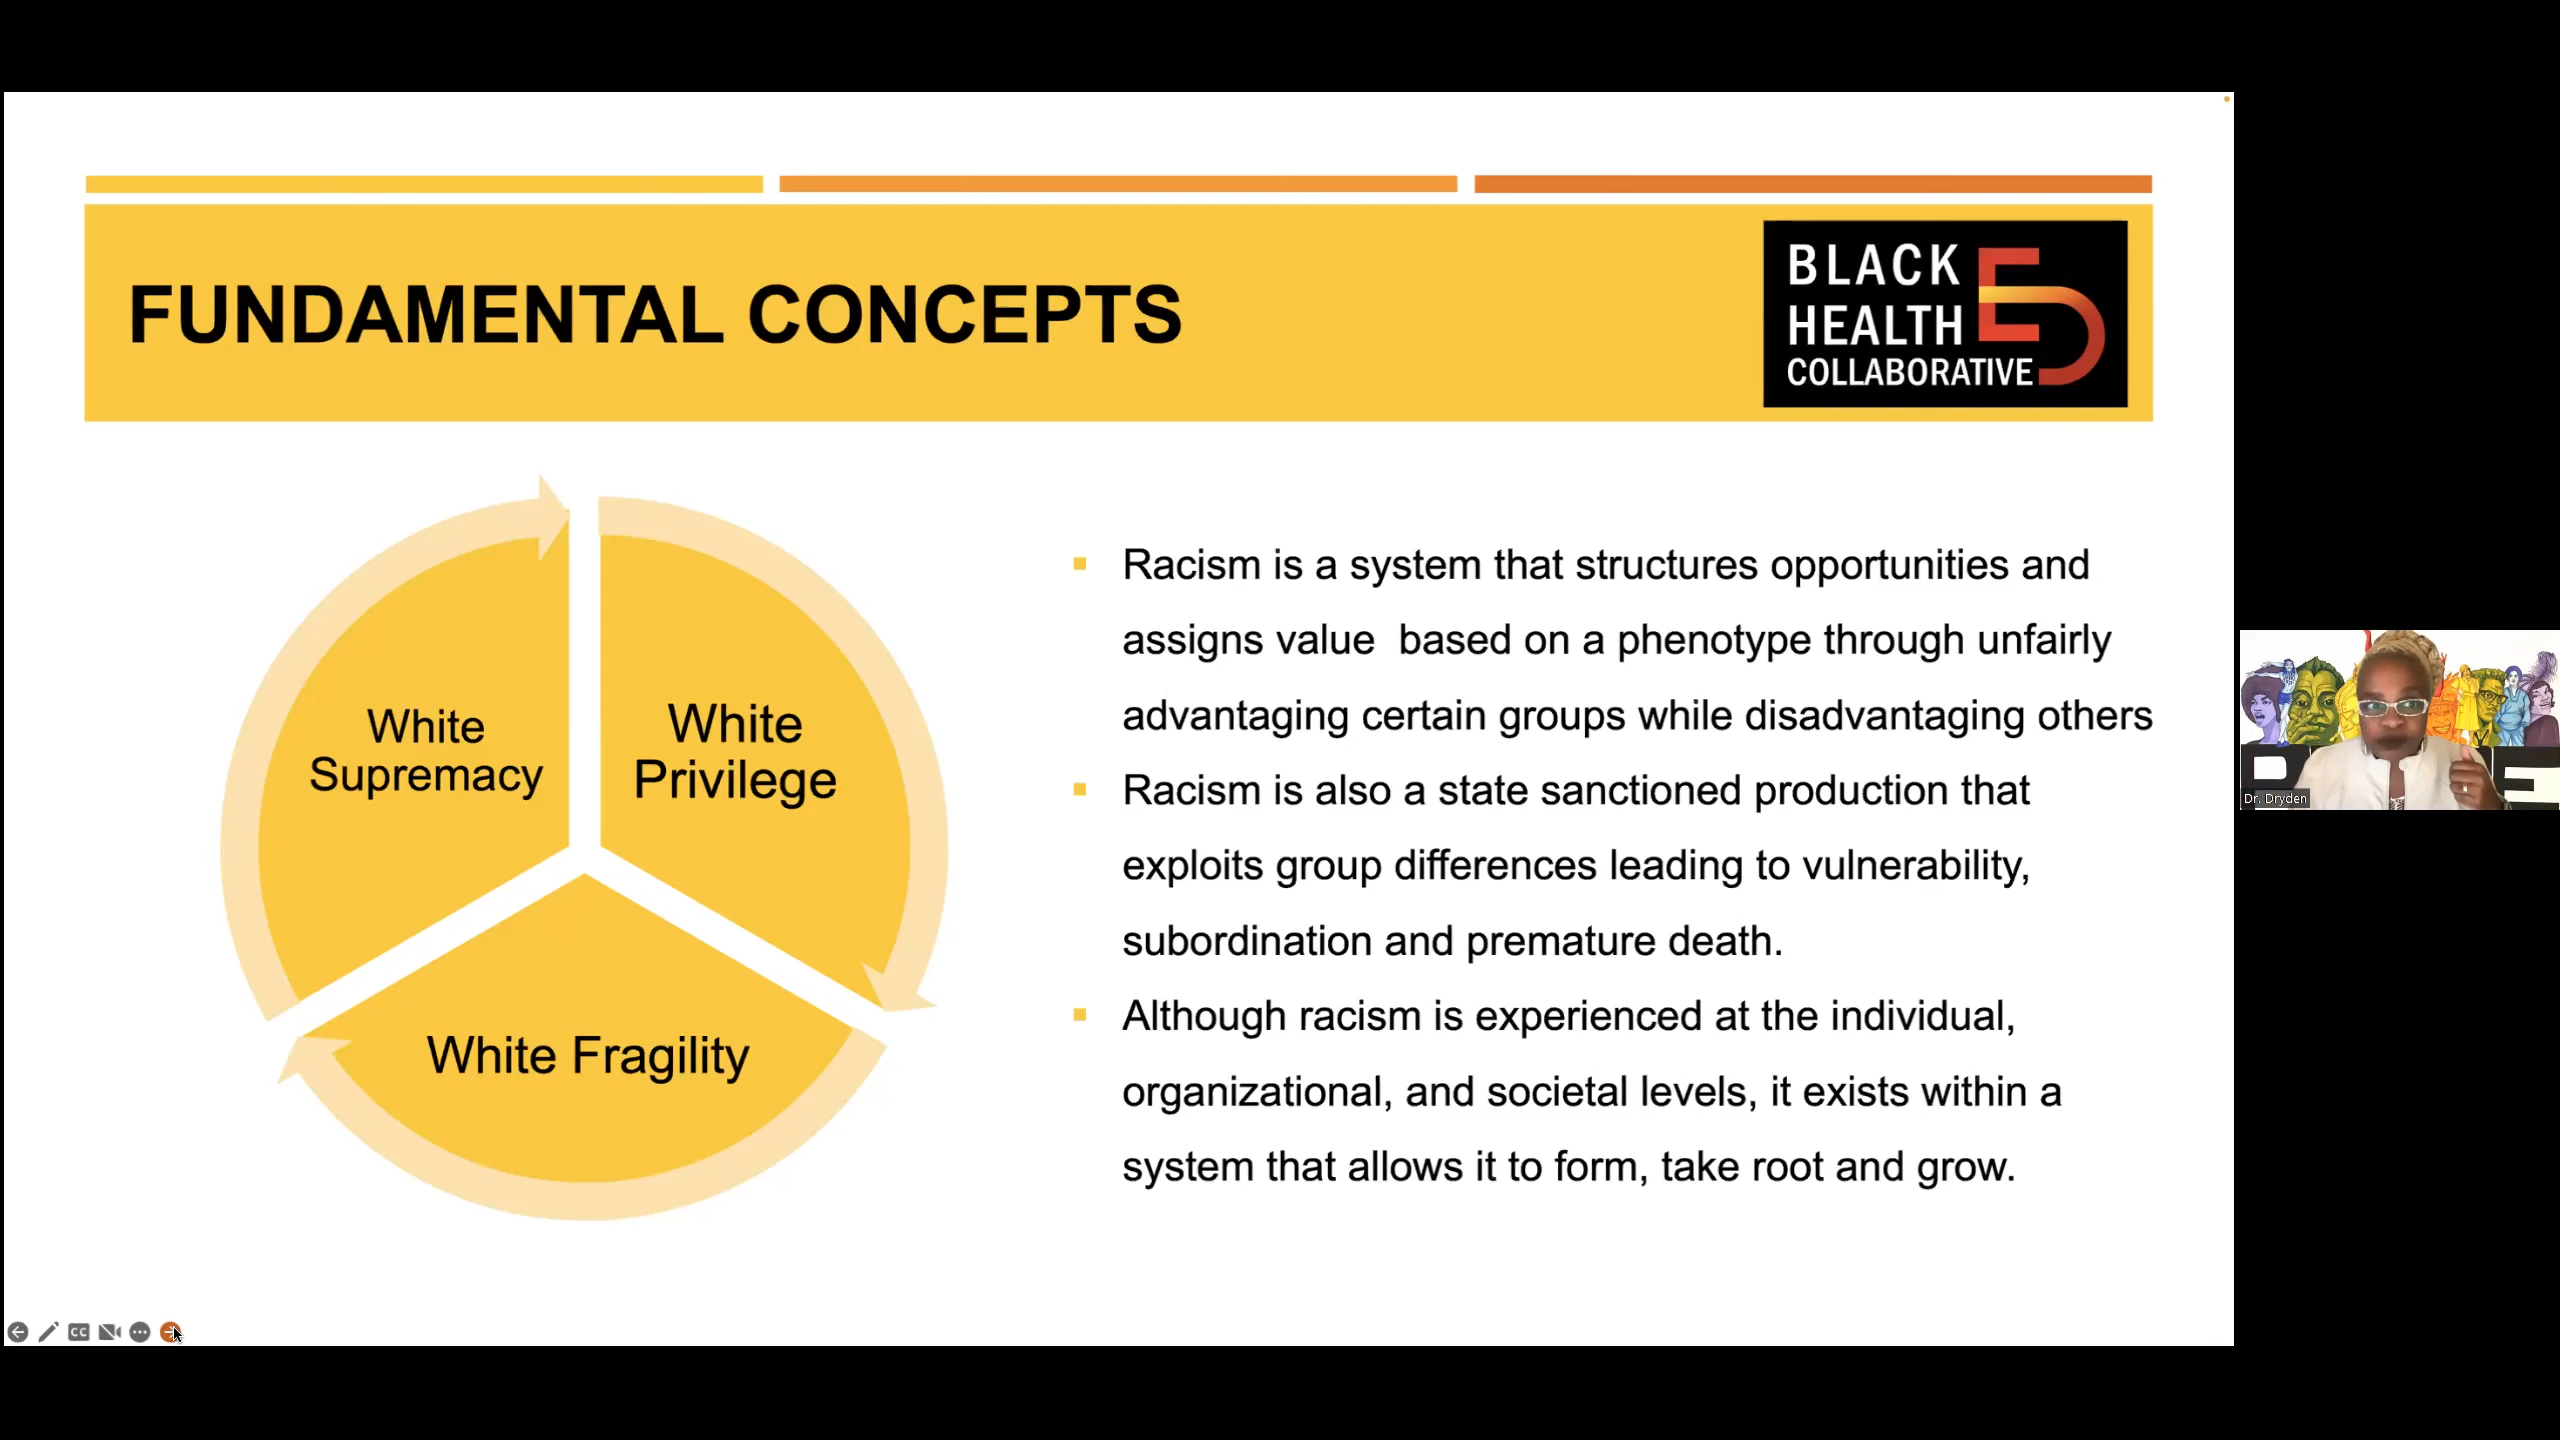 FUNDAMENTAL CONCEPTS
BLACK
HEALTH
COLLABORATIVE
ED
White
Supremacy
White
Privilege
White Fragility
Racism is a system that structures opportunities and
assigns value  based on a phenotype through unfairly
advantaging certain groups while disadvantaging others
Racism is also a state sanctioned production that
exploits group differences leading to vulnerability,
subordination and premature death.
Although racism is experienced at the individual,
organizational, and societal levels, it exists within a
system that allows it to form, take root and grow.
Dr. Dryden
CC